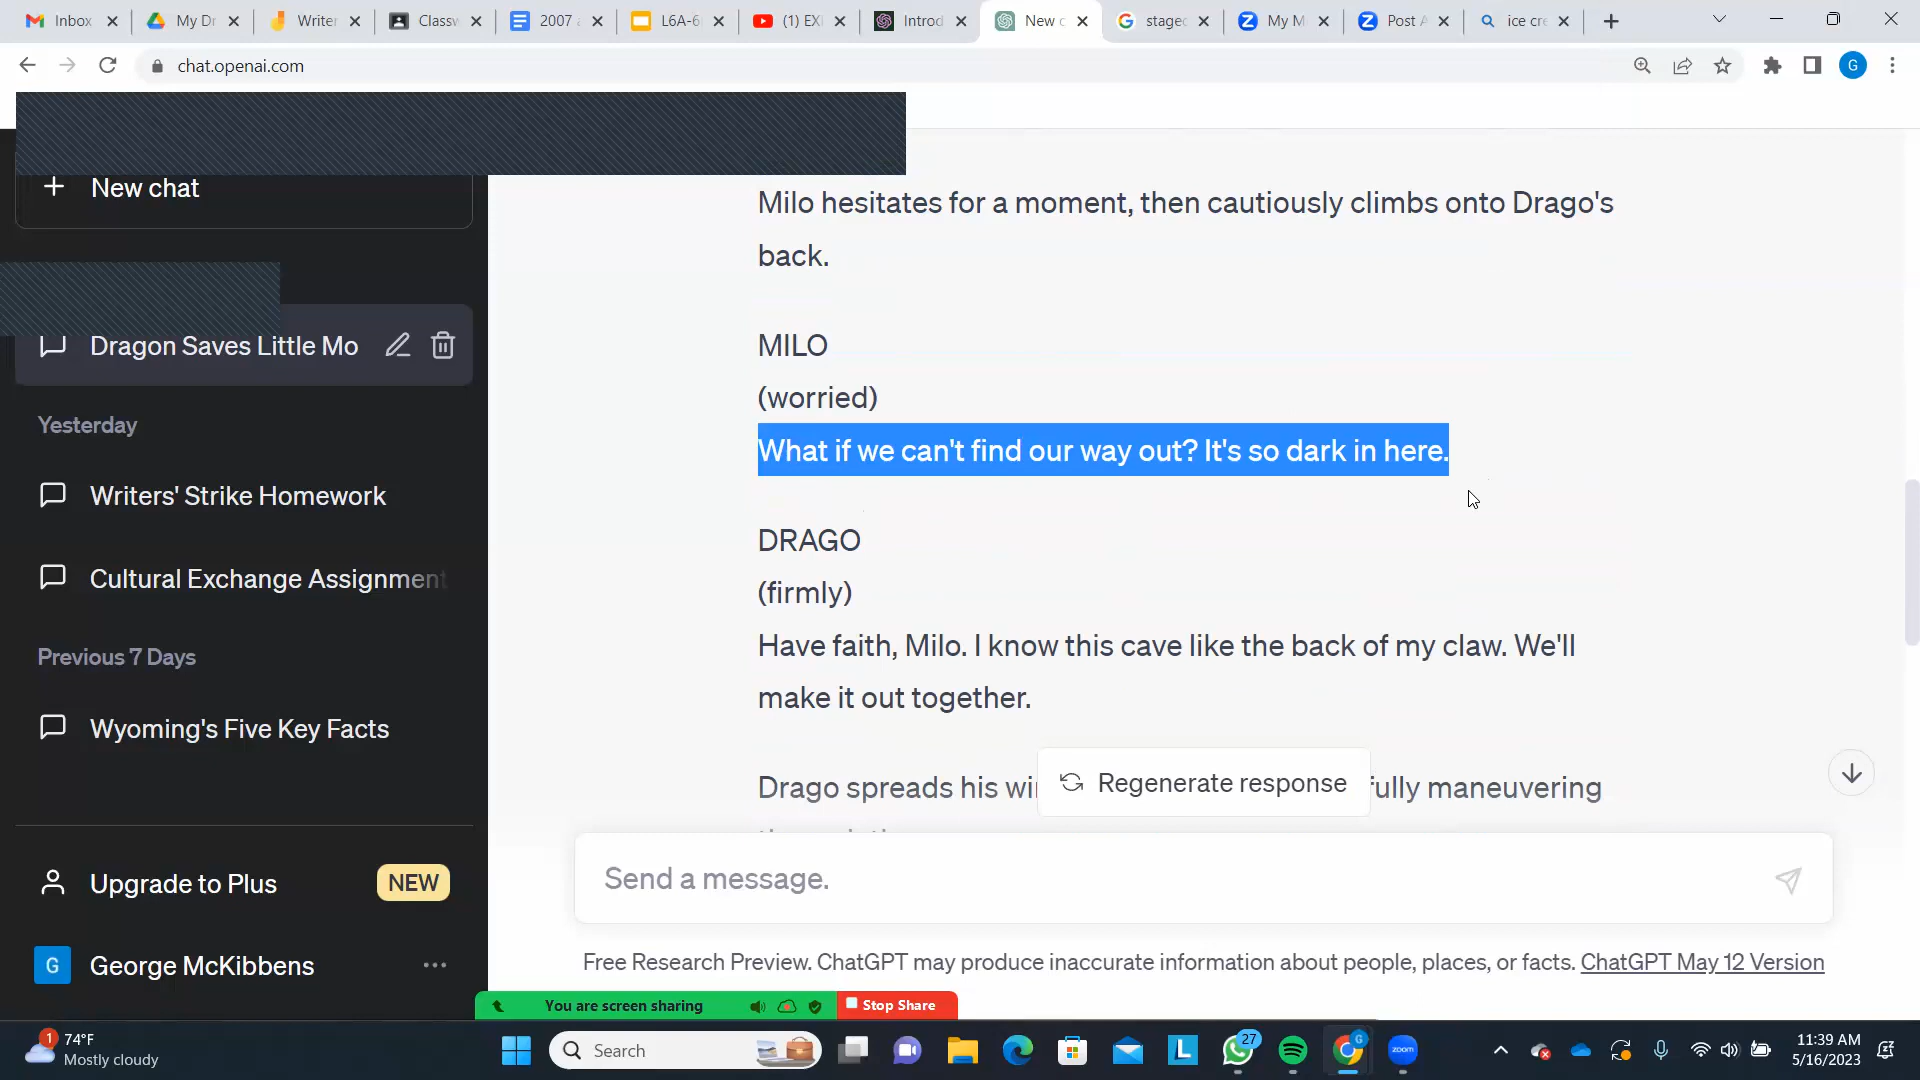 Inbox
My Dr
Writer
Classw
2007 a
L6A-6
(1) EXI
Introd
New c
stagec
My M
Post A
ice cre
chat.openai.com
G
New chat
Dragon Saves Little Mo
Yesterday
Writers' Strike Homework
Cultural Exchange Assignment
Previous 7 Days
Wyoming's Five Key Facts
Upgrade to Plus
NEW
G
George McKibbens
Milo hesitates for a moment, then cautiously climbs onto Drago's
back.
MILO
(worried)
What if we can't find our way out? It's so dark in here.
DRAGO
(firmly)
Have faith, Milo. I know this cave like the back of my claw. We'll
make it out together.
Drago spreads his wi
fully maneuvering
Regenerate response
Send a message.
Free Research Preview. ChatGPT may produce inaccurate information about people, places, or facts. ChatGPT May 12 Version
You are screen sharing
Stop Share
1
74°F
Mostly cloudy
Search
L
27
G
zoom
11:39 AM
5/16/2023